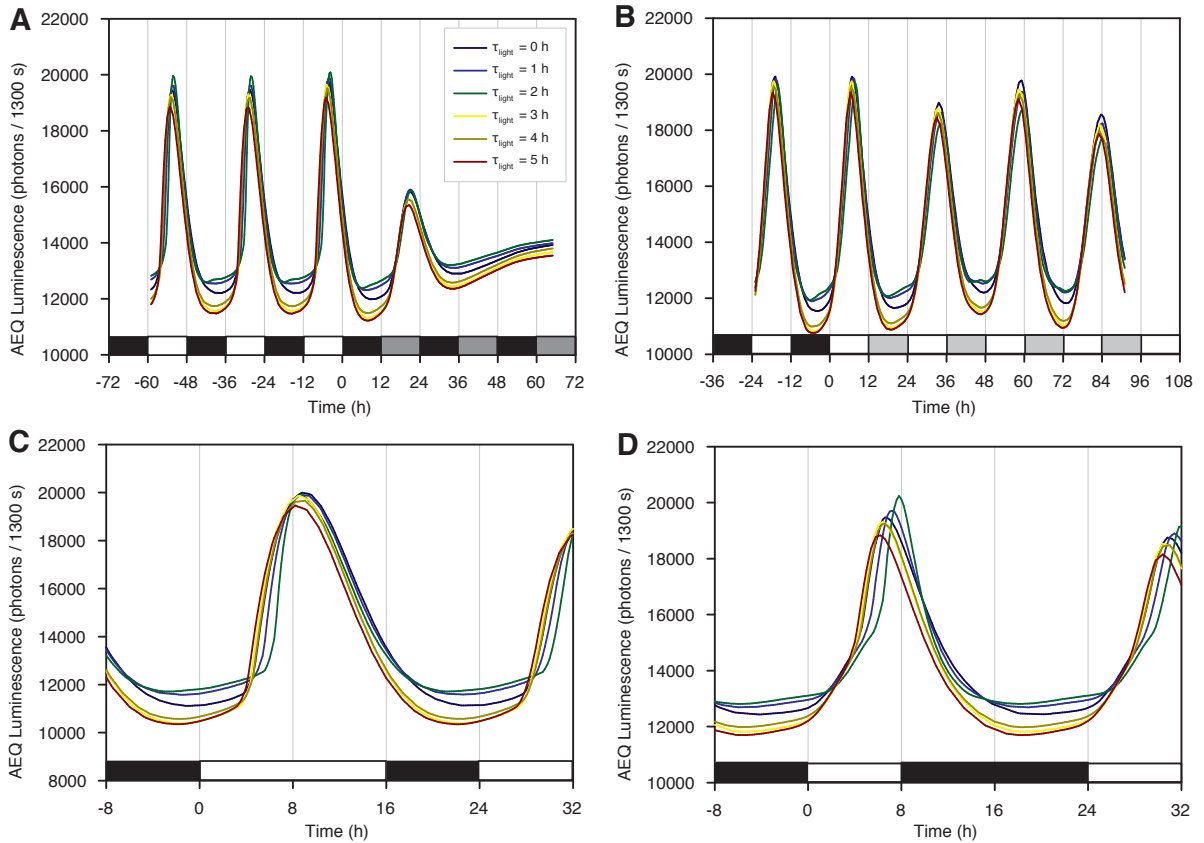 A
AEQ Luminescence (photons / 1300 s)
22000
20000
18000
16000
14000
12000
10000
τlight = 0 h
τlight = 1 h
τlight = 2 h
τlight = 3 h
τlight = 4 h
τlight = 5 h
-72 -60 -48 -36 -24 -12 0 12 24 36 48 60 72
Time (h)
B
AEQ Luminescence (photons / 1300 s)
22000
20000
18000
16000
14000
12000
10000
-36 -24 -12 0 12 24 36 48 60 72 84 96 108
Time (h)
C
AEQ Luminescence (photons / 1300 s)
22000
20000
18000
16000
14000
12000
10000
8000
-8 0 8 16 24 32
Time (h)
D
AEQ Luminescence (photons / 1300 s)
22000
20000
18000
16000
14000
12000
10000
-8 0 8 16 24 32
Time (h)